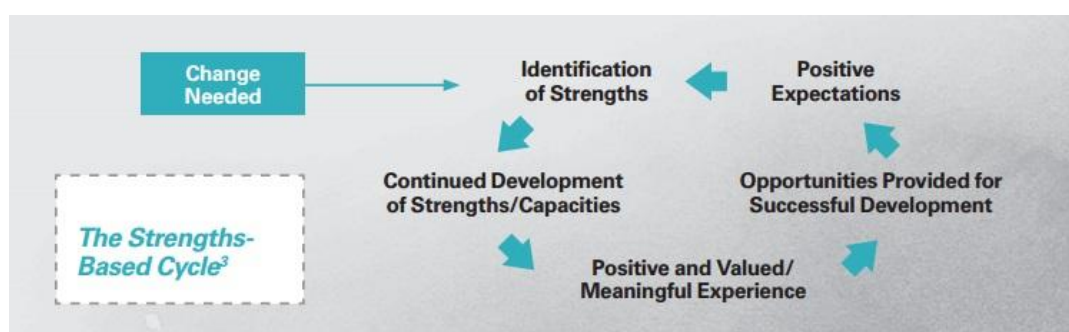 Change
Needed
Identification
of Strengths
Positive
Expectations
Continued Development
of Strengths/Capacities
Opportunities Provided for
Successful Development
The Strengths-
Based Cycle3
Positive and Valued/
Meaningful Experience